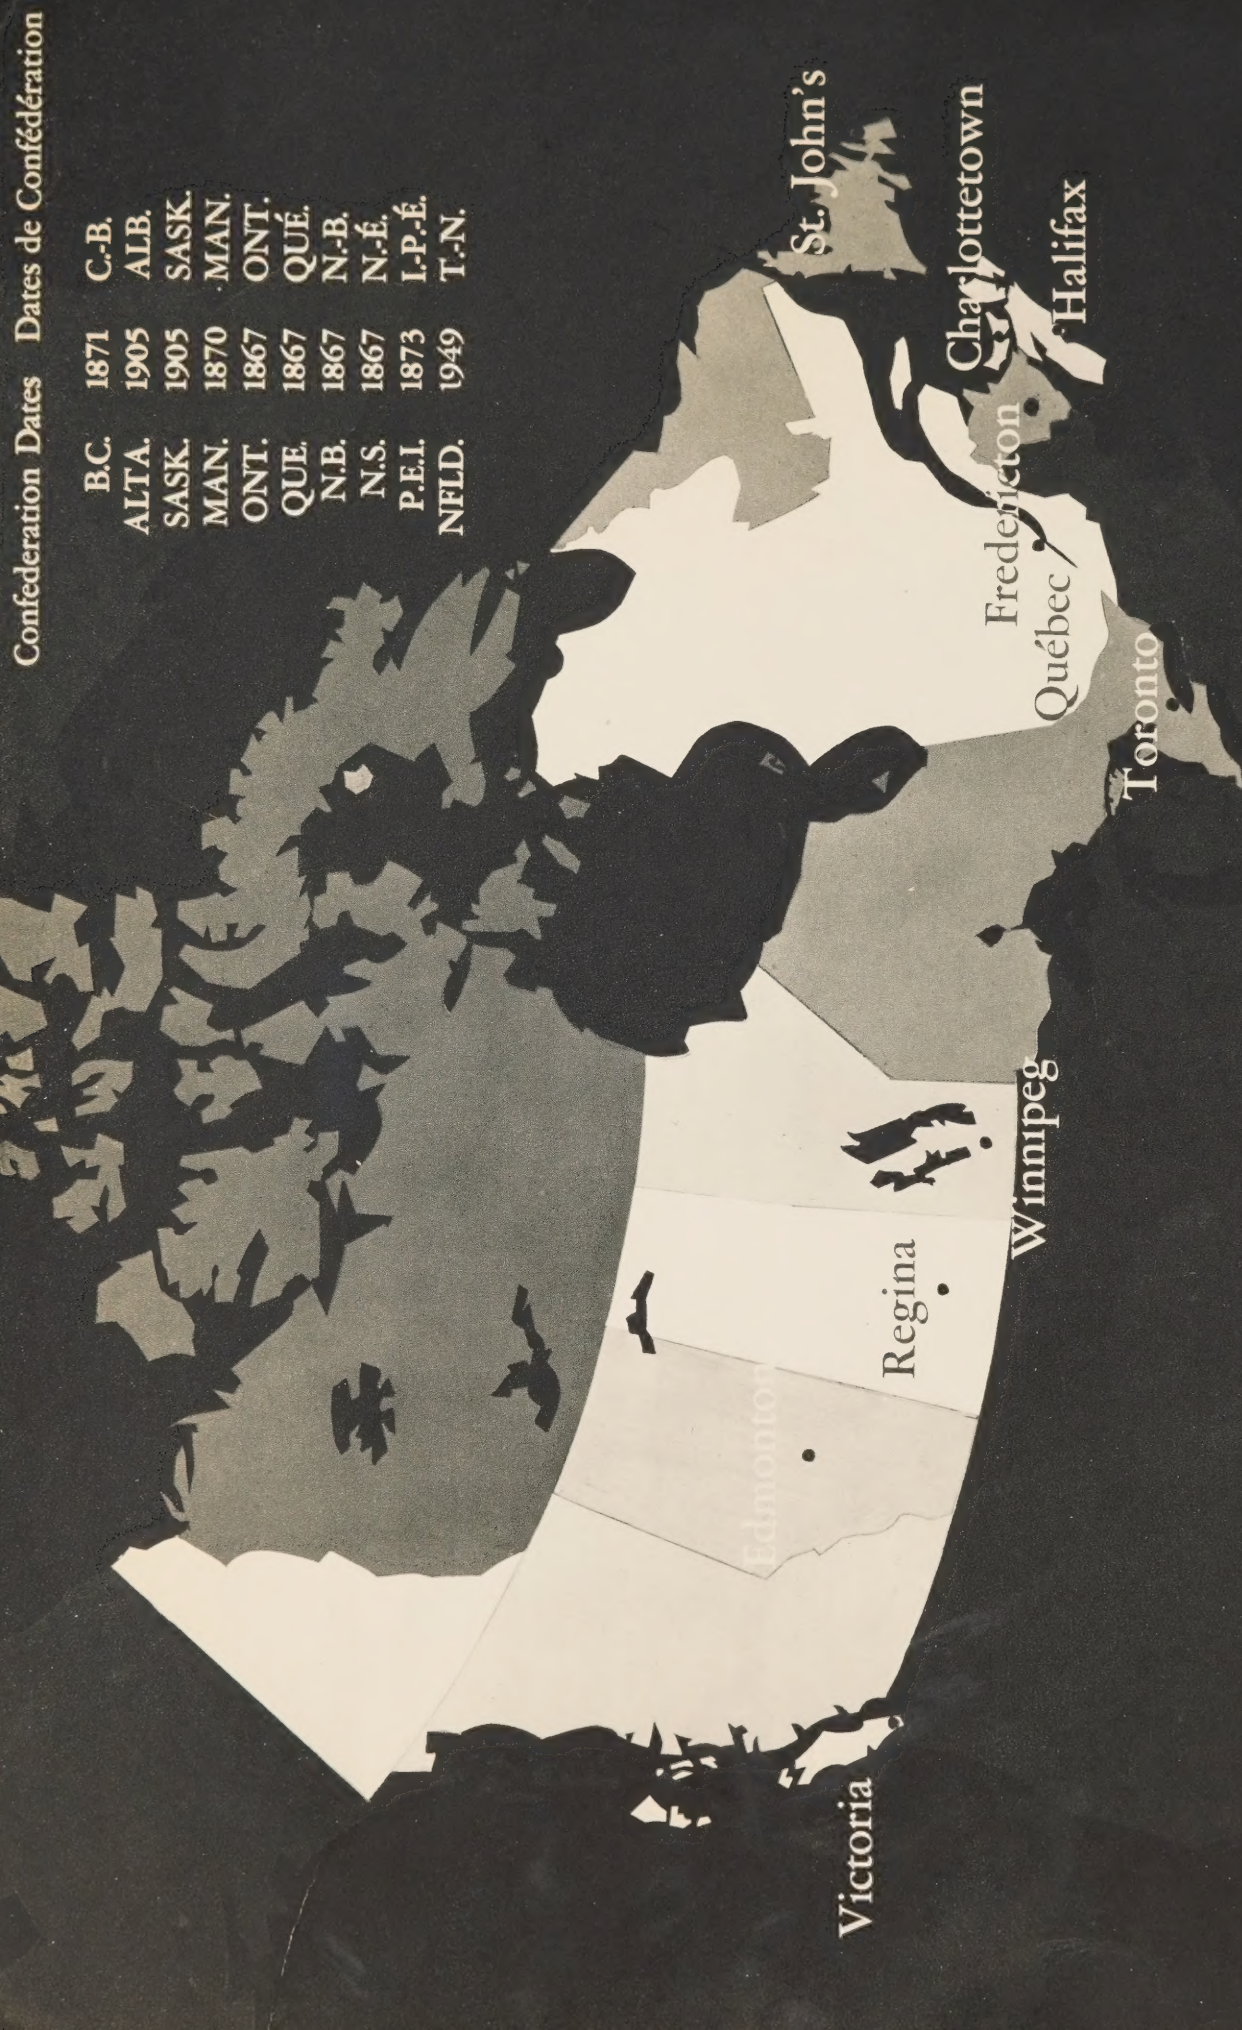 Confederation Dates Dates de Confédération
B.C. 1871 C.-B.
ALTA. 1905 ALB.
SASK. 1905 SASK.
MAN. 1870 MAN.
ONT. 1867 ONT.
QUE. 1867 QUÉ.
N.B. 1867 N.-B.
N.S. 1867 N.-É.
P.E.I. 1873 I.-P.-É.
NFLD. 1949 T.-N.
St. John's
Charlottetown
Halifax
Fredericton
Québec
Toronto
Winnipeg
Regina
Edmonton
Victoria